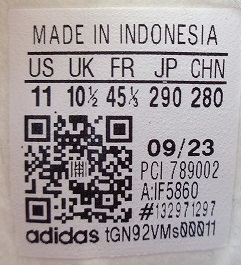 MADE IN INDONESIA
US UK FR JP CHN
11 10½ 45⅓ 290 280
09/23
PCI 789002
A:IF5860
#132971297
adidas tGN92VMs00011